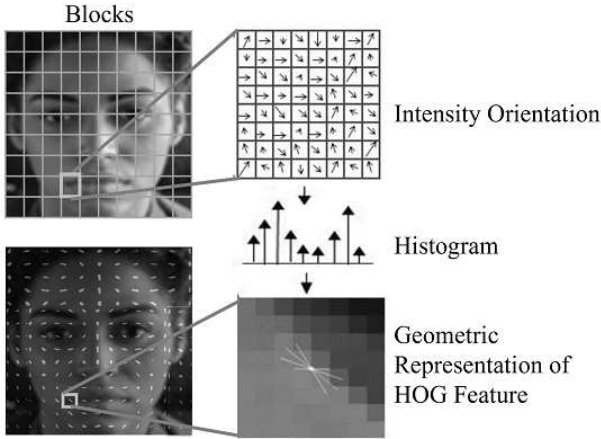 Blocks
Intensity Orientation
Histogram
Geometric
Representation of
HOG Feature